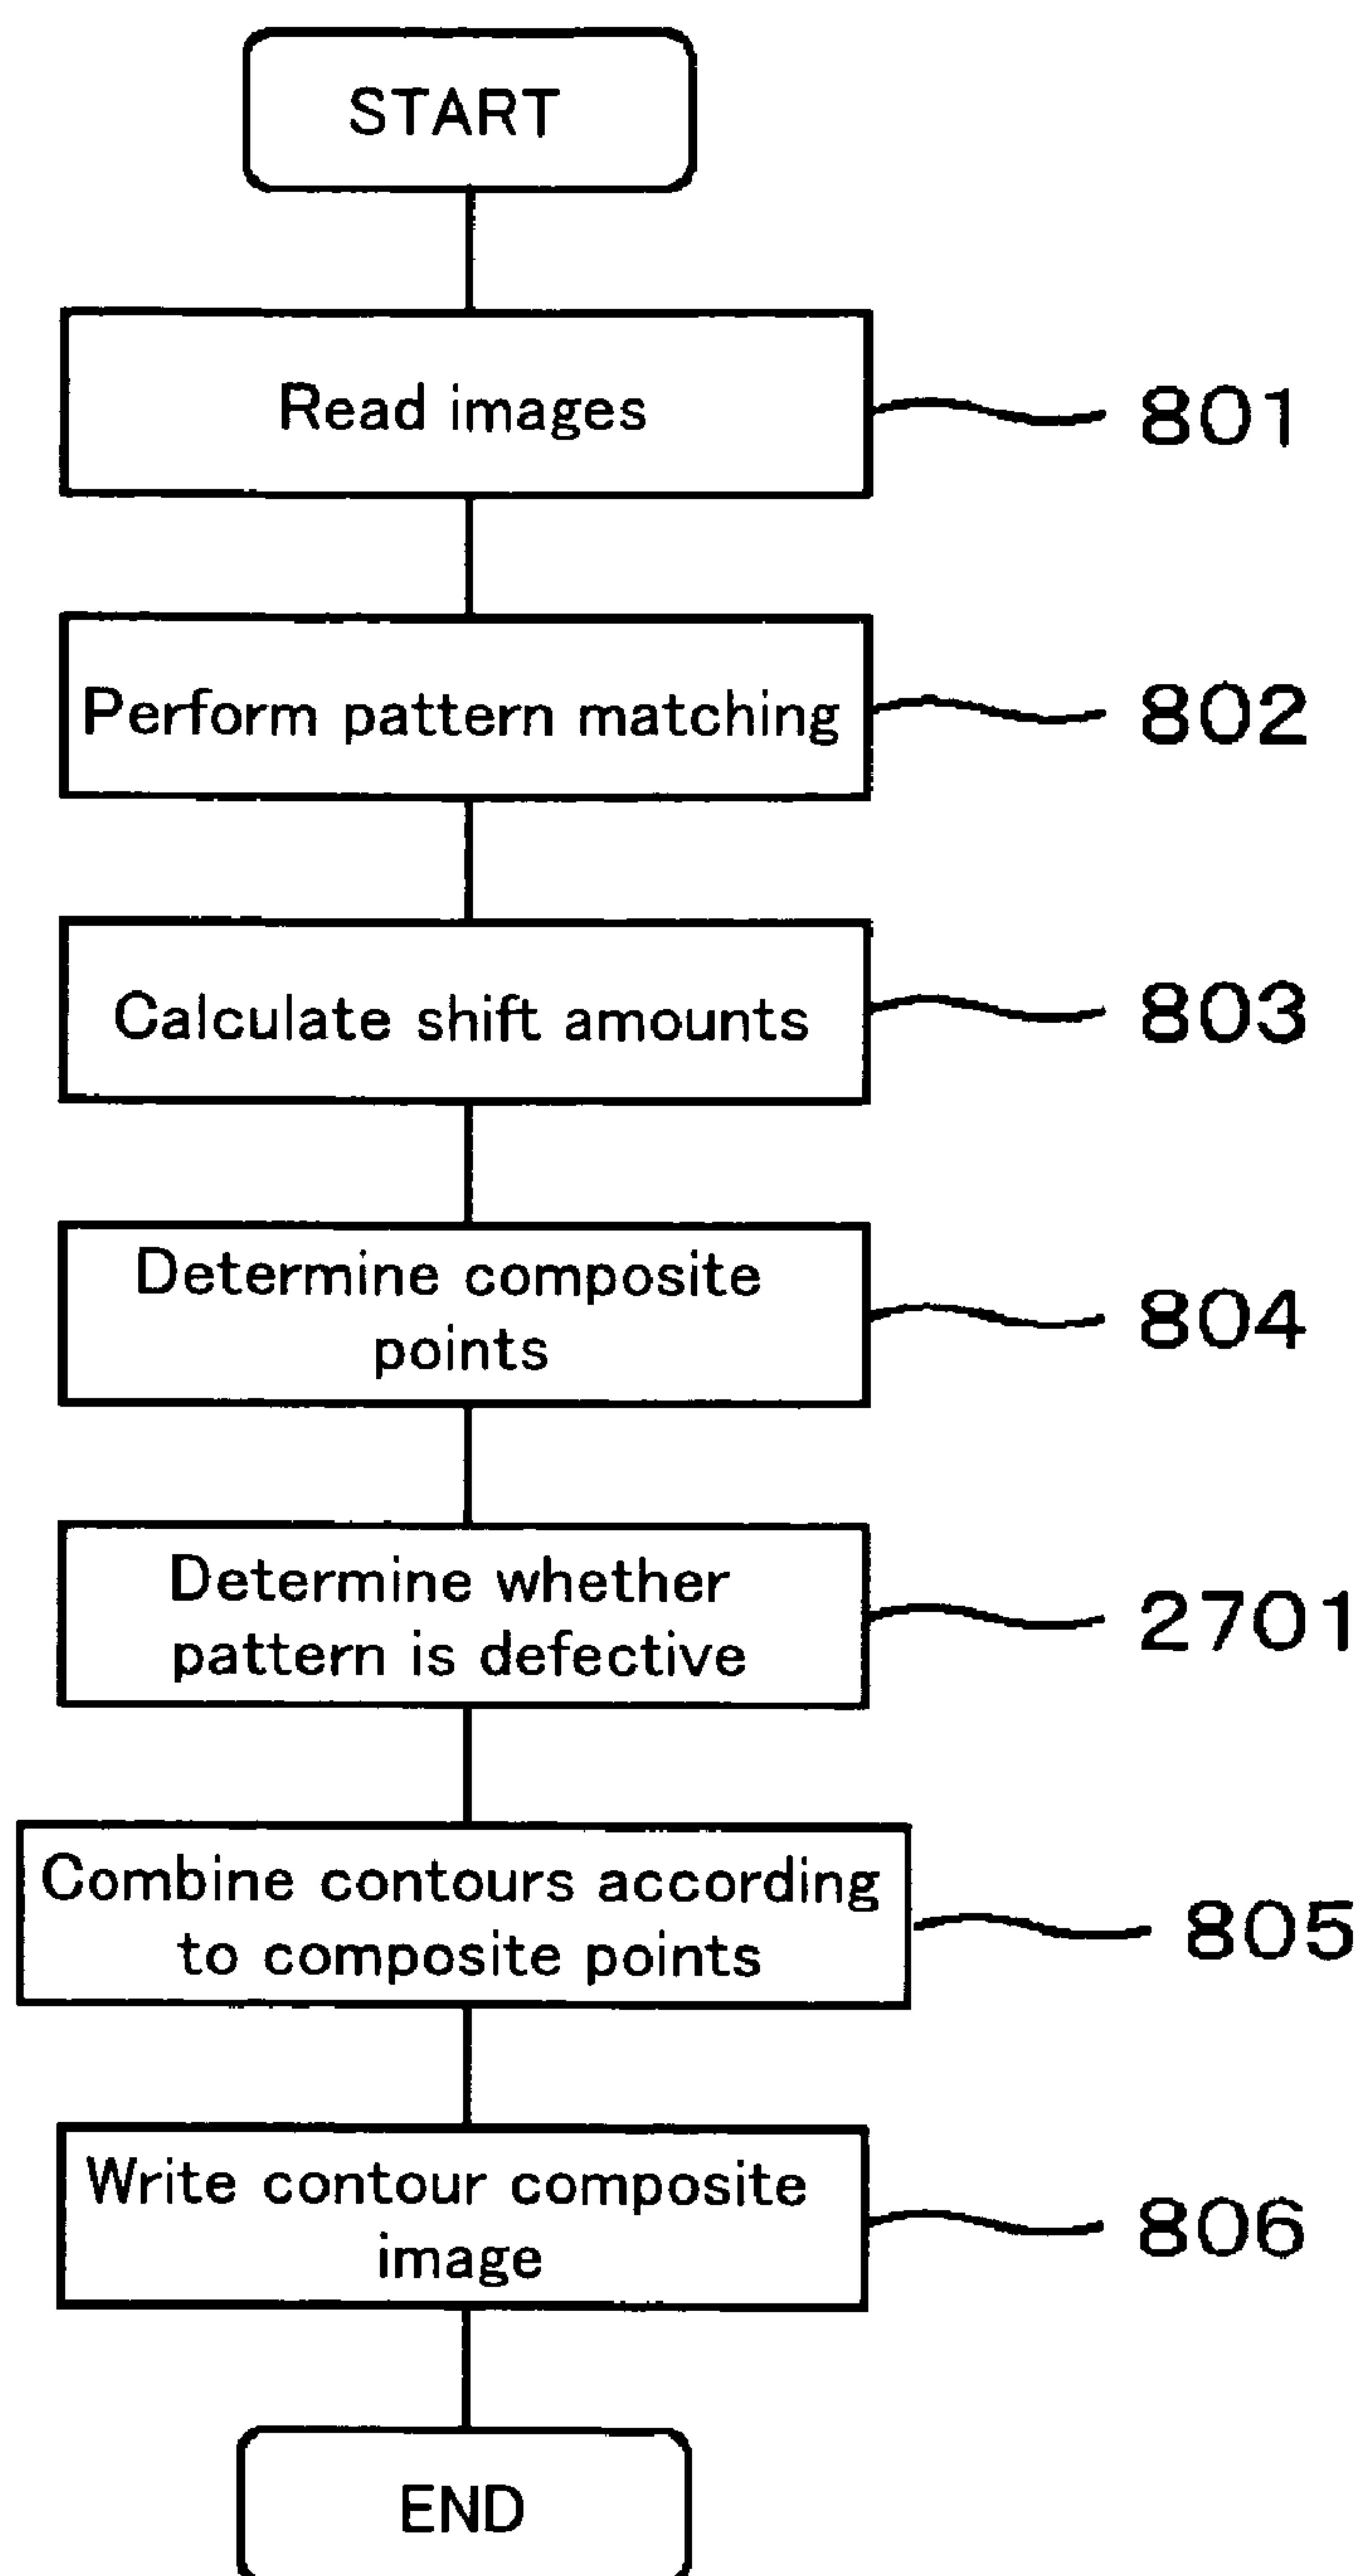 START
Read images
801
Perform pattern matching
802
Calculate shift amounts
803
Determine composite
points
804
Determine whether
pattern is defective
2701
Combine contours according
to composite points
805
Write contour composite
image
806
END